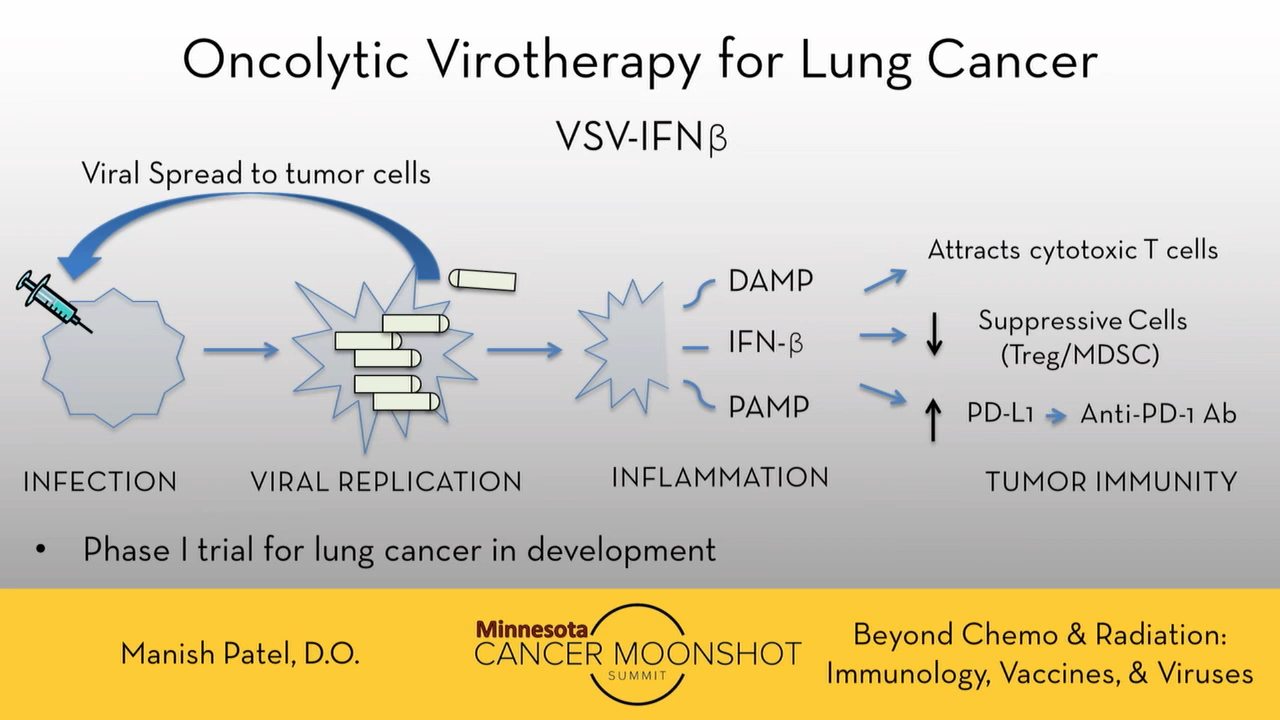 Oncolytic Virotherapy for Lung Cancer
VSV-IFNβ
Viral Spread to tumor cells
DAMP
IFN-β
PAMP
Attracts cytotoxic T cells
Suppressive Cells
(Treg/MDSC)
PD-L1
Anti-PD-1 Ab
INFECTION
VIRAL REPLICATION
INFLAMMATION
TUMOR IMMUNITY
• Phase I trial for lung cancer in development
Manish Patel, D.O.
Minnesota
CANCER MOONSHOT
SUMMIT
Beyond Chemo & Radiation:
Immunology, Vaccines, & Viruses